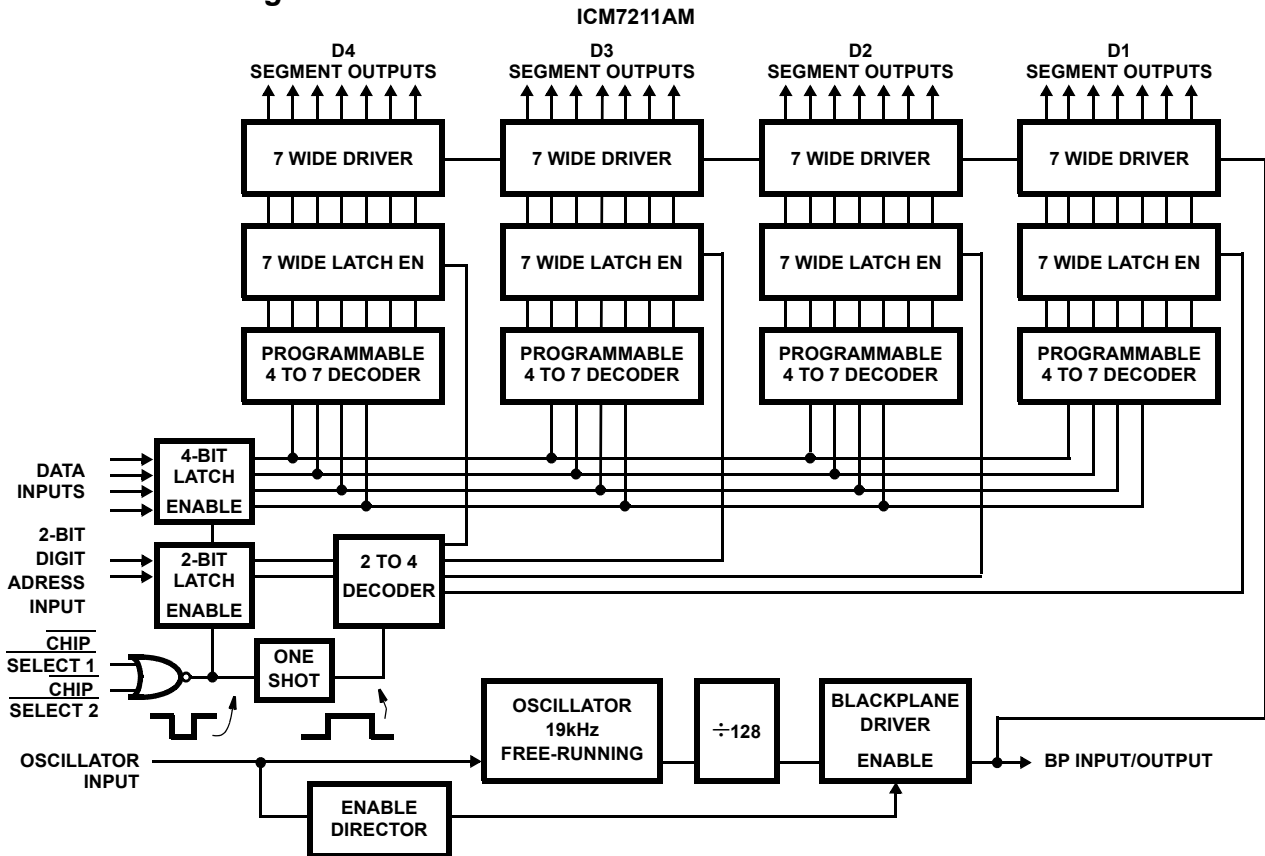 ICM7211AM
D4
SEGMENT OUTPUTS
D3
SEGMENT OUTPUTS
D2
SEGMENT OUTPUTS
D1
SEGMENT OUTPUTS
7 WIDE DRIVER
7 WIDE DRIVER
7 WIDE DRIVER
7 WIDE DRIVER
7 WIDE LATCH EN
7 WIDE LATCH EN
7 WIDE LATCH EN
7 WIDE LATCH EN
PROGRAMMABLE
4 TO 7 DECODER
PROGRAMMABLE
4 TO 7 DECODER
PROGRAMMABLE
4 TO 7 DECODER
PROGRAMMABLE
4 TO 7 DECODER
DATA
INPUTS
4-BIT
LATCH
ENABLE
2-BIT
DIGIT
ADRESS
INPUT
2-BIT
LATCH
ENABLE
2 TO 4
DECODER
CHIP
SELECT 1
CHIP
SELECT 2
ONE
SHOT
OSCILLATOR
19kHz
FREE-RUNNING
÷128
BLACKPLANE
DRIVER
ENABLE
OSCILLATOR
INPUT
BP INPUT/OUTPUT
ENABLE
DIRECTOR